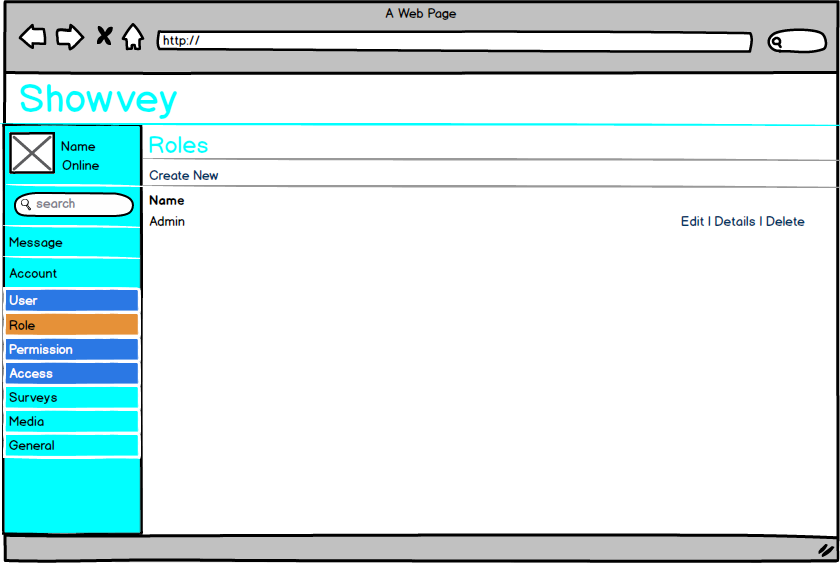 A Web Page
http://
Showvey
Name
Online
search
Message
Account
User
Role
Permission
Access
Surveys
Media
General
Roles
Create New
Name
Admin Edit | Details | Delete